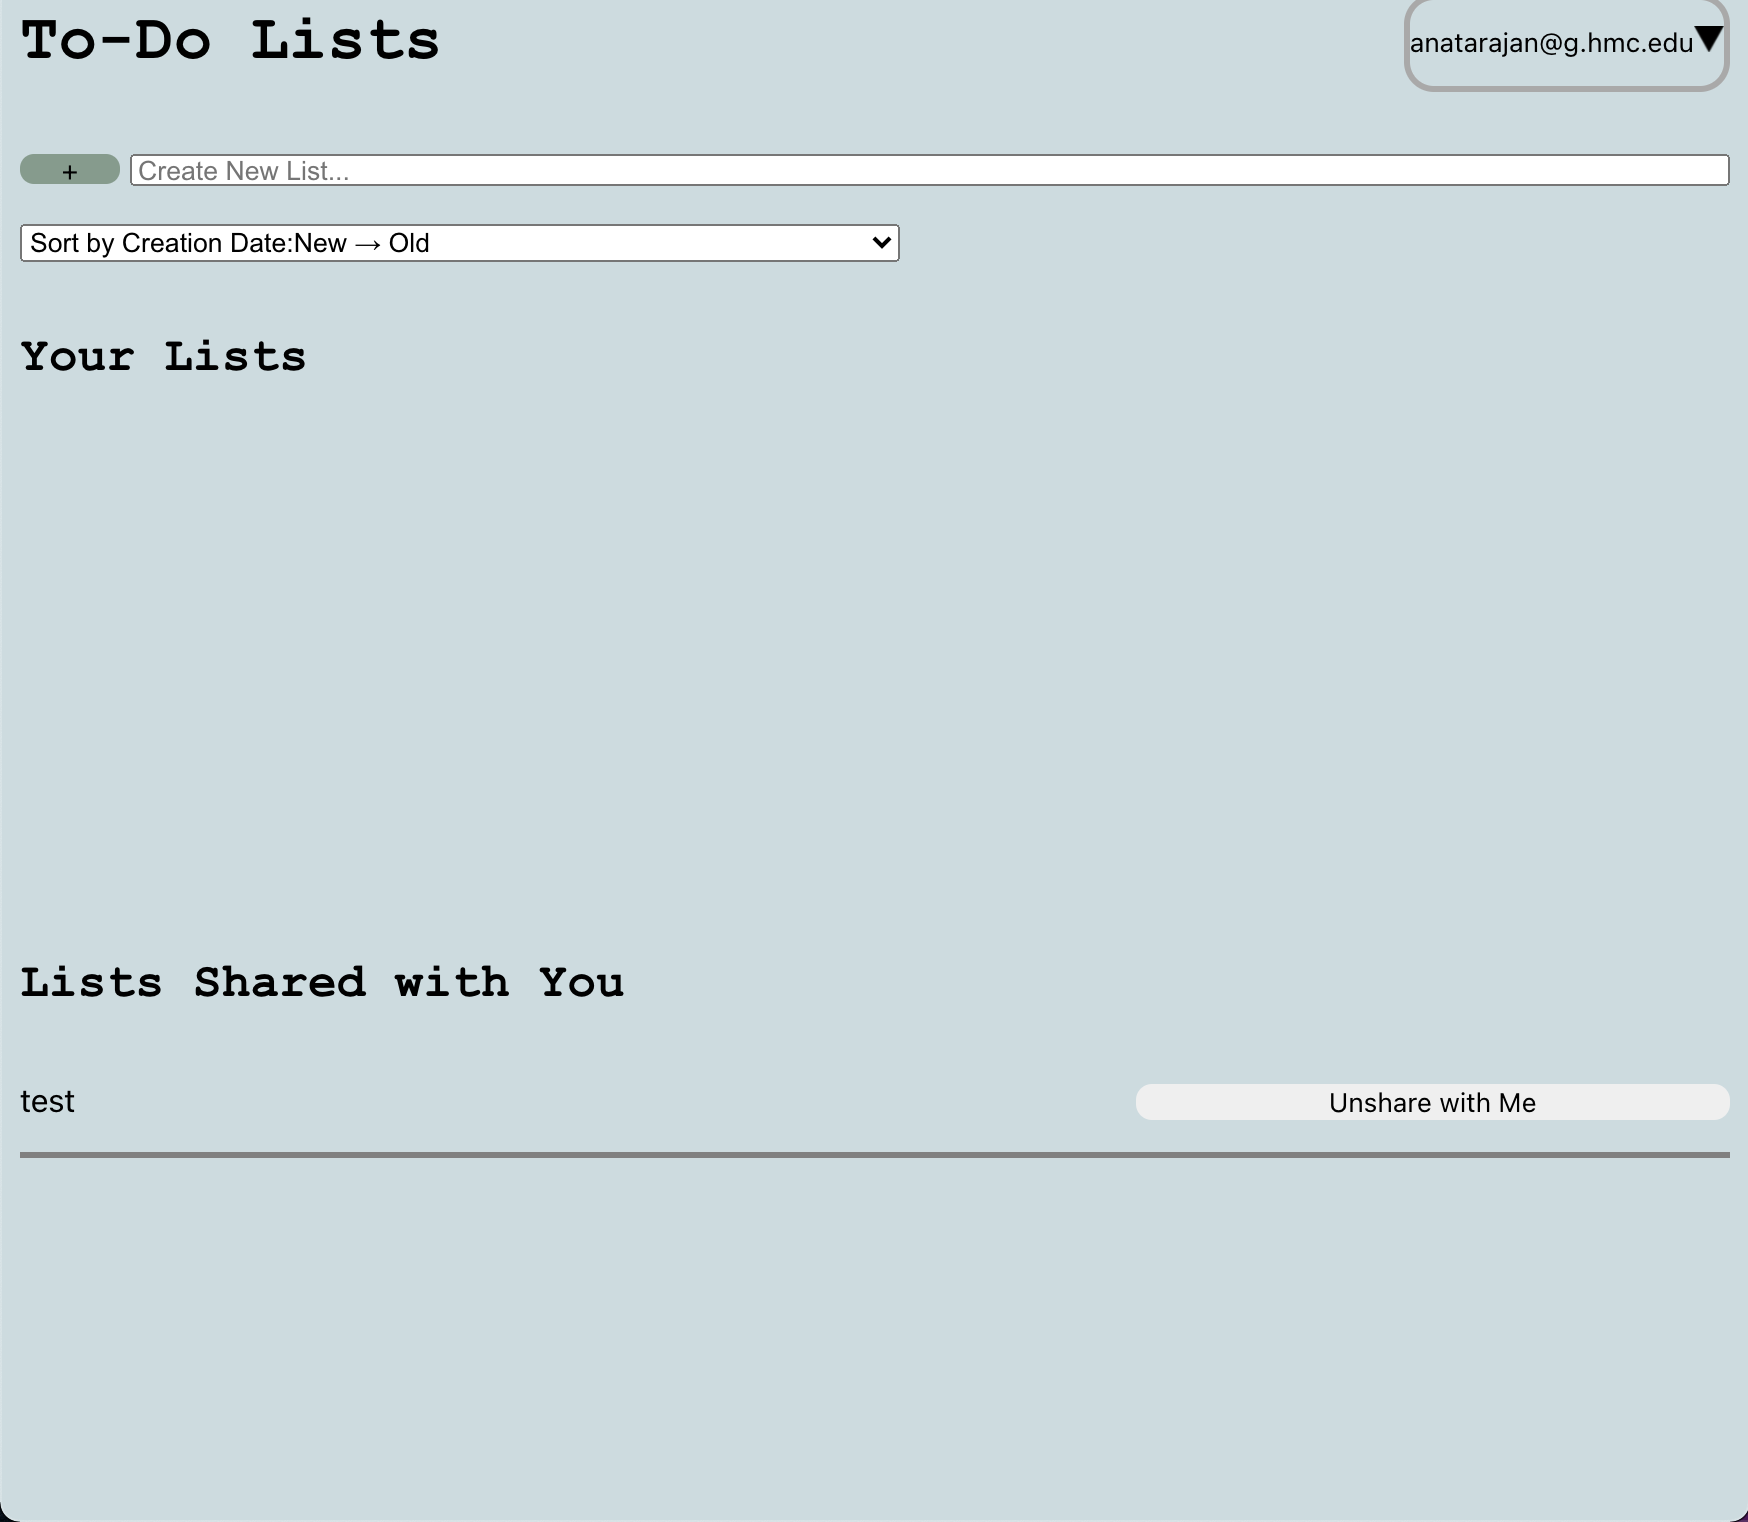 To-Do Lists
anatarajan@g.hmc.edu▼
+
Create New List...
Sort by Creation Date:New → Old
Your Lists
Lists Shared with You
test
Unshare with Me